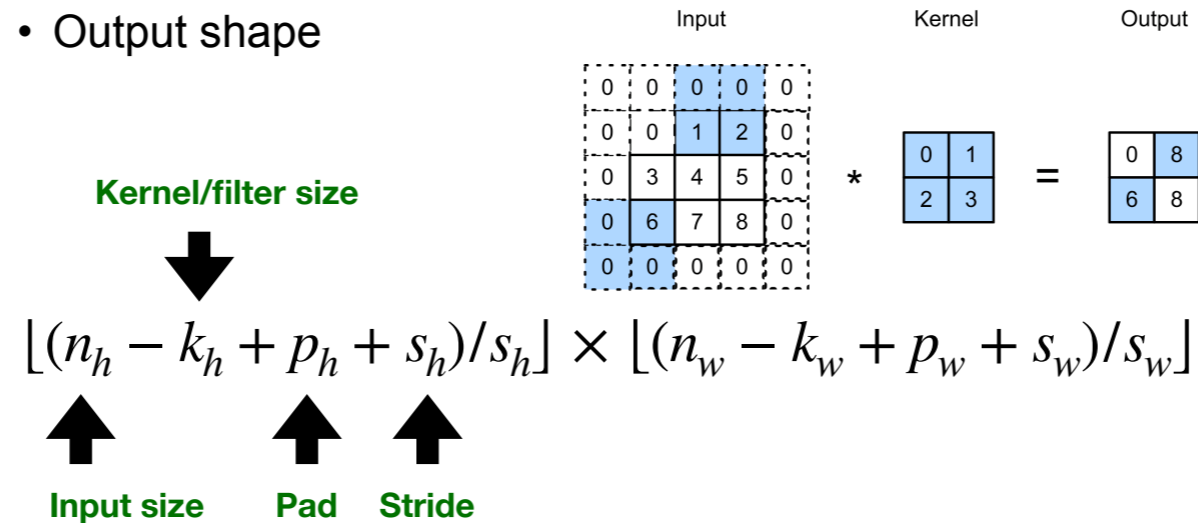 • Output shape
Input Kernel Output
0 0 0 0 0
0 0 1 2 0
0 3 4 5 0
0 6 7 8 0
0 0 0 0 0
*
0 1
2 3
=
0 8
6 8
Kernel/filter size
⌊(n_h − k_h + p_h + s_h)/s_h⌋ × ⌊(n_w − k_w + p_w + s_w)/s_w⌋
Input size Pad Stride